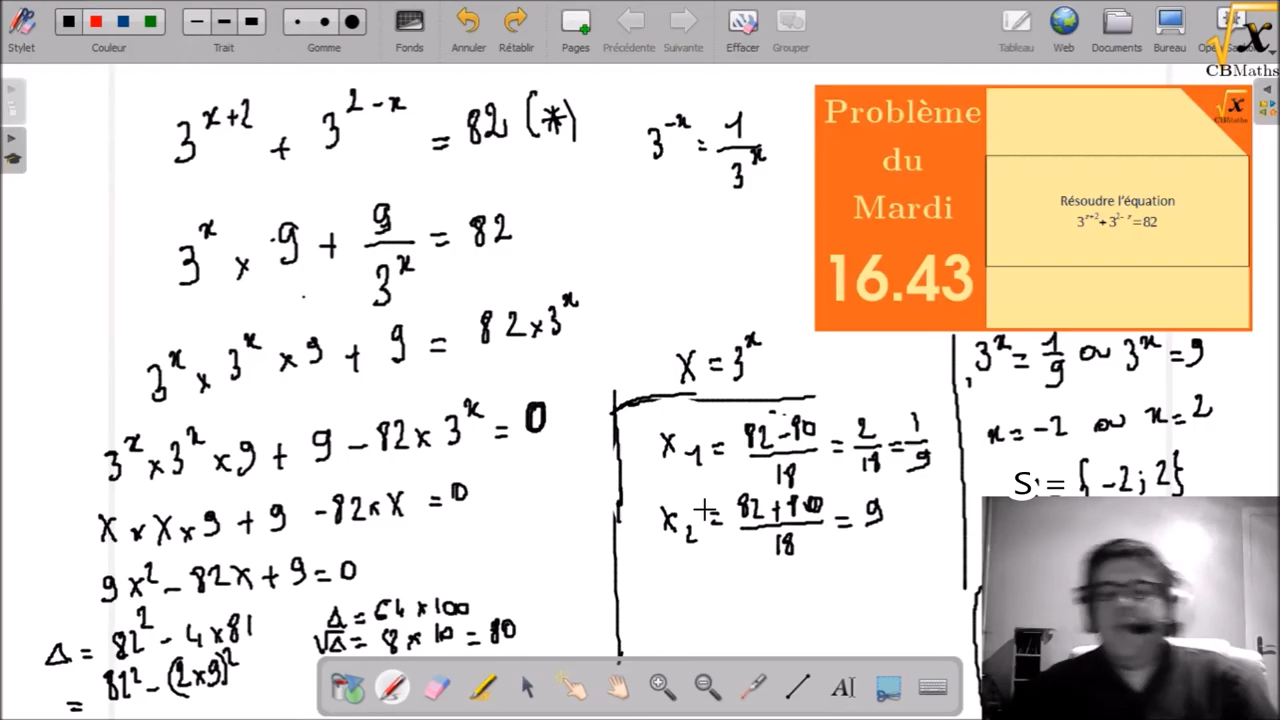 Stylet Couleur Trait Gomme Fonds Annuler Rétablir Pages Précédente Suivante Effacer Grouper Tableau Web Documents Bureau
CBMaths
3^{x+2} + 3^{2-x} = 82 (*)
3^{-x} = 1/3^x
3^x × 9 + 9/3^x = 82
3^x × 3^x × 9 + 9 = 82 × 3^x
3^x × 3^x × 9 + 9 - 82 × 3^x = 0
X × X × 9 + 9 - 82 × X = 0
9X^2 - 82X + 9 = 0
Δ = 82^2 - 4 × 81
= 82^2 - (2×9)^2
Δ = 64 × 100
√Δ = 8 × 10 = 80
X = 3^x
X_1 = (82 - 80)/18 = 2/18 = 1/9
X_2 = (82 + 80)/18 = 9
Problème
du
Mardi
16.43
CBMaths
Résoudre l'équation
3^{x+2} + 3^{2-x} = 82
3^x = 1/9 ou 3^x = 9
x = -2 ou x = 2
S = { -2 ; 2}